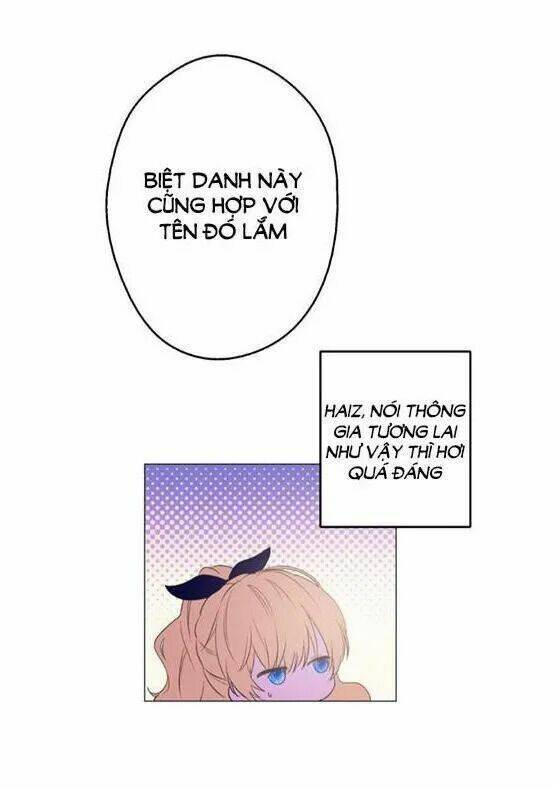 BIỆT DANH NÀY
CŨNG HỢP VỚI
TÊN ĐÓ LẮM
HAIZ, NÓI THÔNG
GIA TƯƠNG LAI
NHƯ VẬY THÌ HƠI
QUÁ ĐÁNG